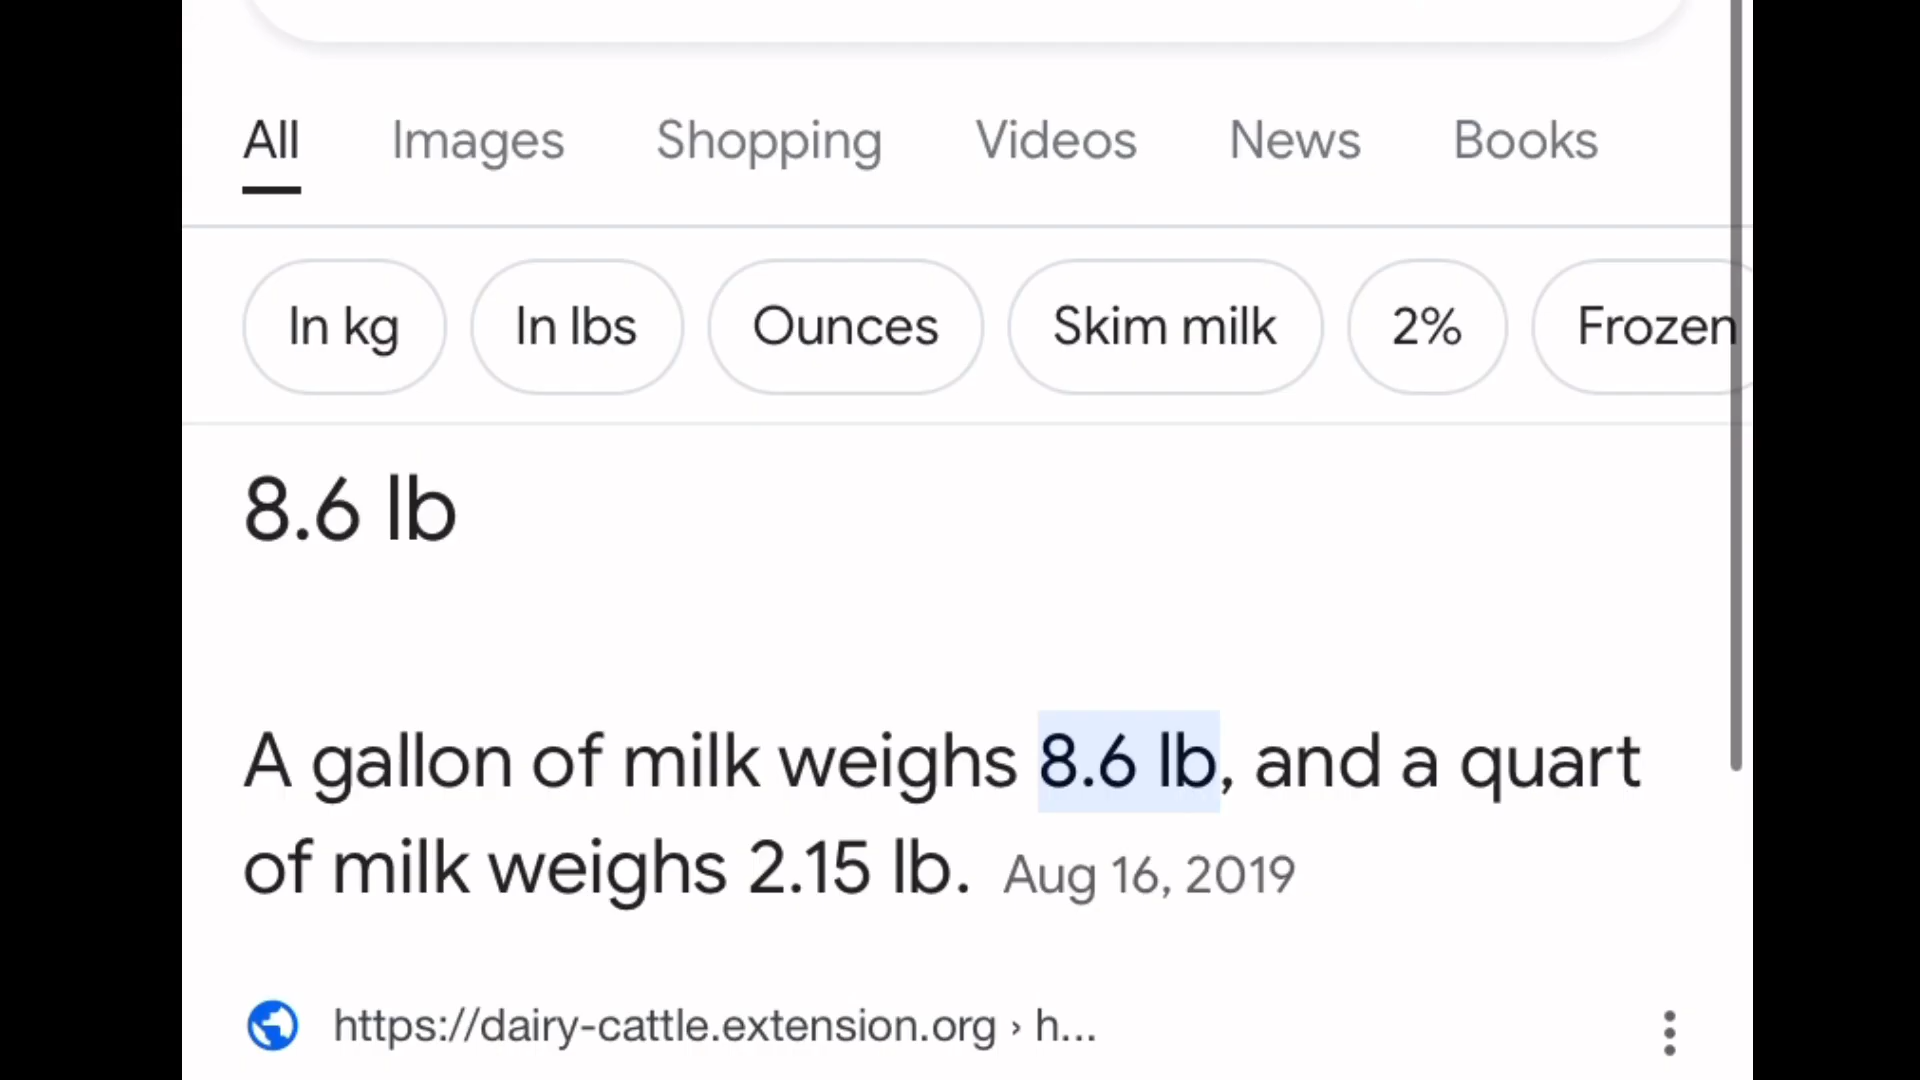 All Images Shopping Videos News Books
In kg In lbs Ounces Skim milk 2% Frozen
8.6 lb
A gallon of milk weighs 8.6 lb, and a quart
of milk weighs 2.15 lb. Aug 16, 2019
https://dairy-cattle.extension.org › h...